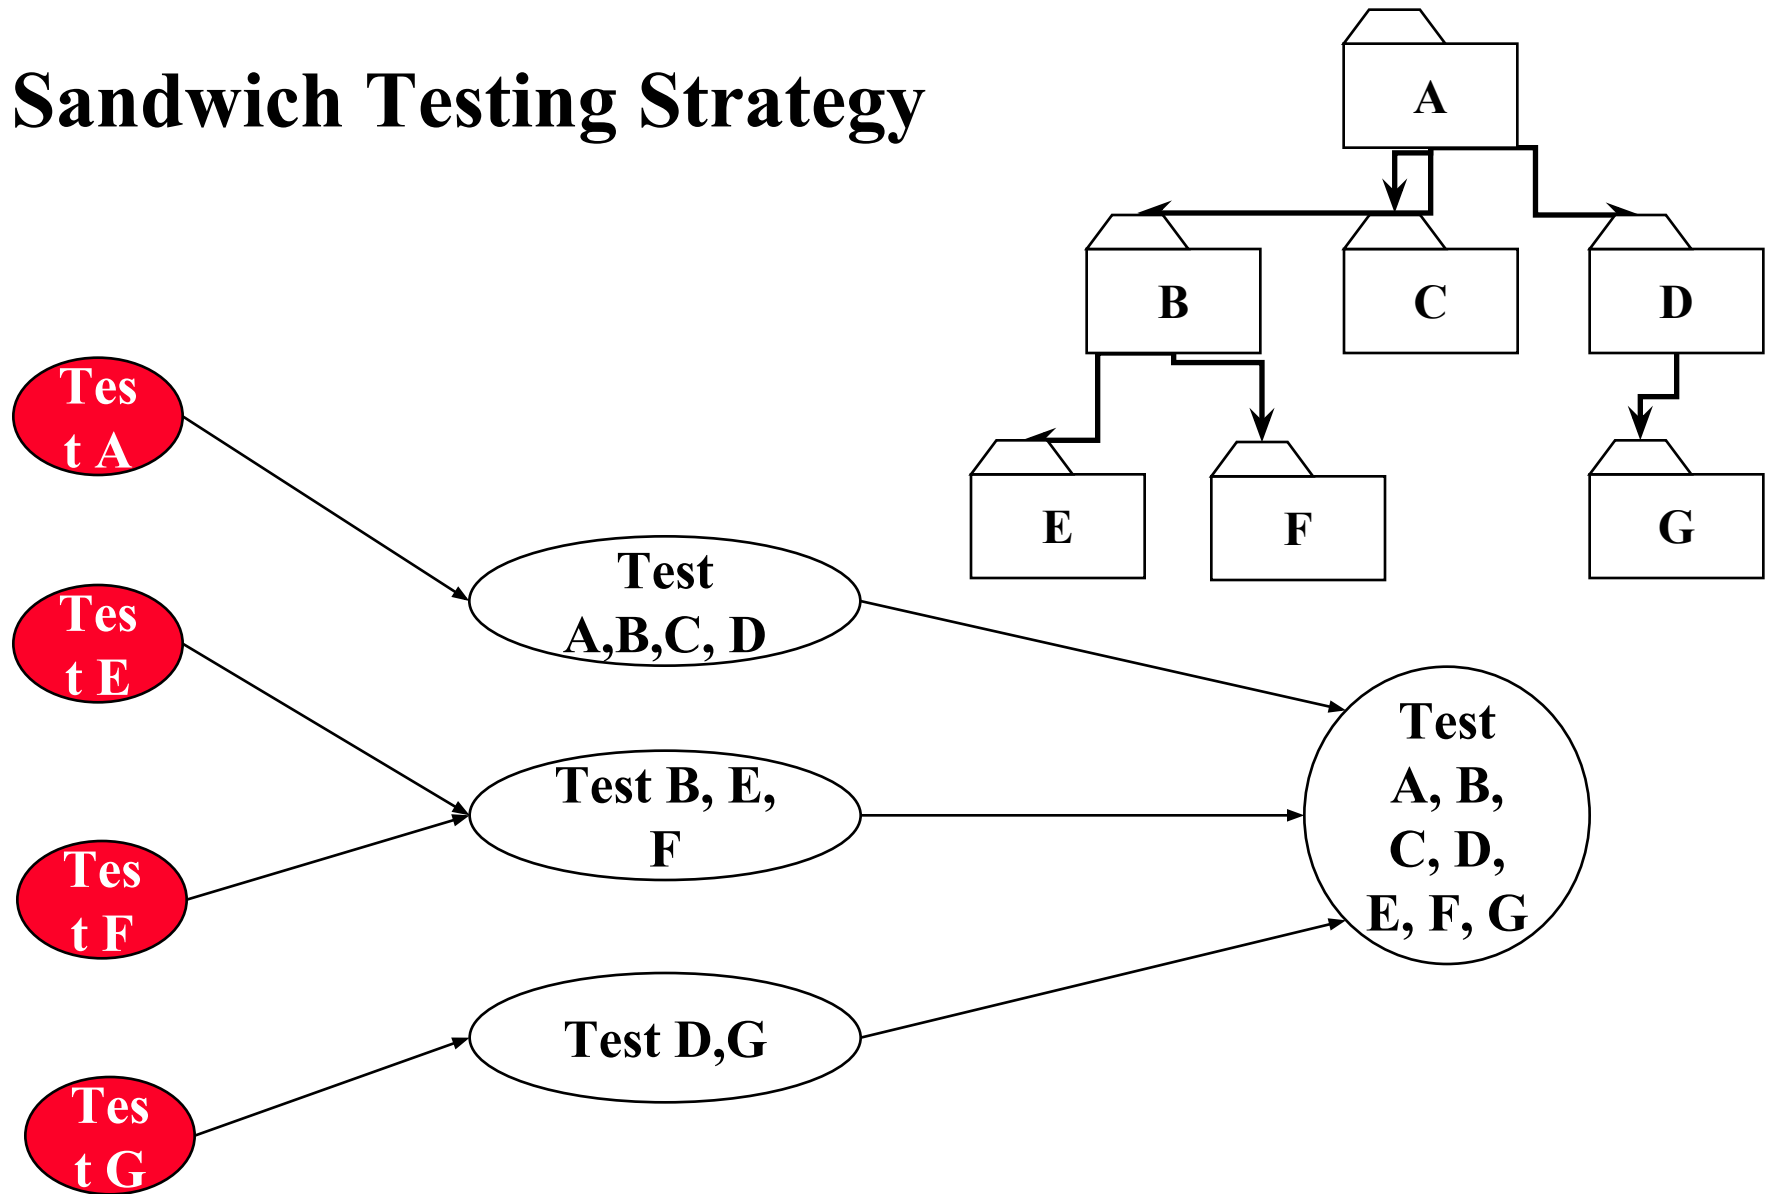 Sandwich Testing Strategy
A
B
C
D
E
F
G
Tes
t A
Tes
t E
Tes
t F
Tes
t G
Test
A,B,C, D
Test B, E,
F
Test D,G
Test
A, B,
C, D,
E, F, G